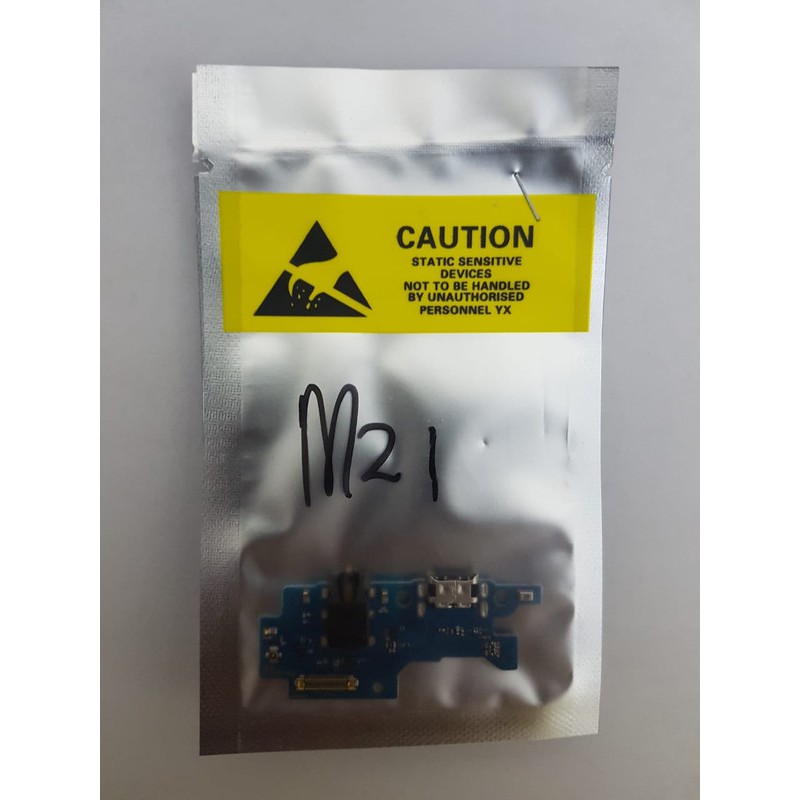 CAUTION
STATIC SENSITIVE
DEVICES
NOT TO BE HANDLED
BY UNAUTHORISED
PERSONNEL YX
M21